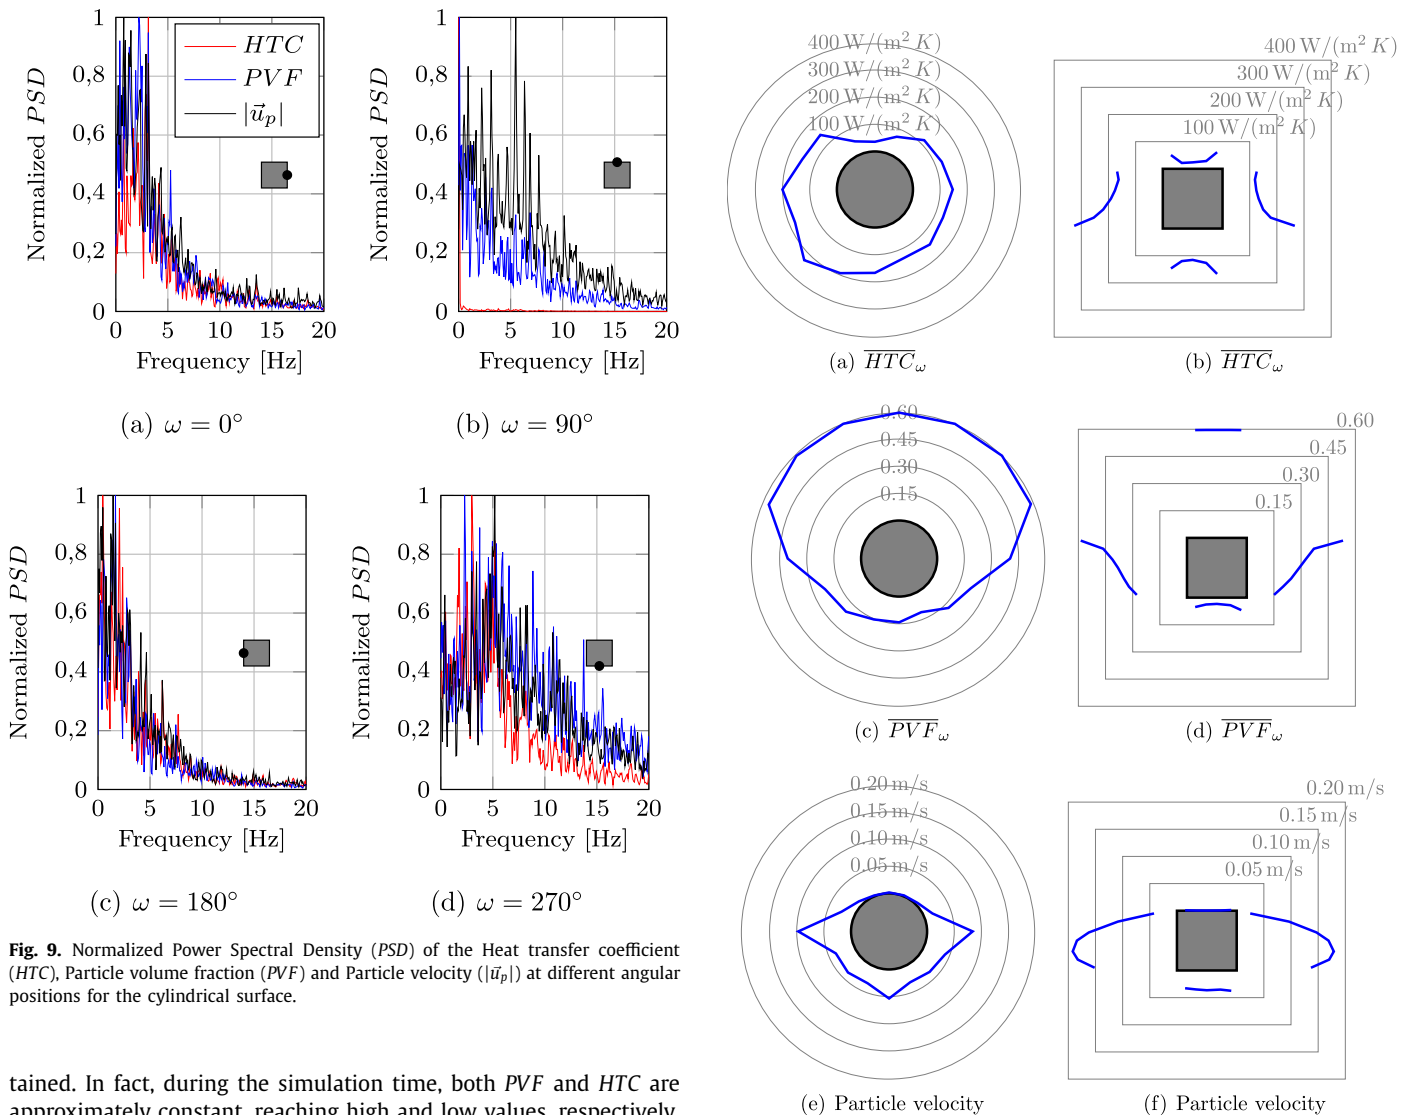 1
0,8
0,6
0,4
0,2
0
0
5
10
15
20
Normalized PSD
Frequency [Hz]
HTC
PVF
|u⃗p|
(a) ω = 0°
1
0,8
0,6
0,4
0,2
0
0
5
10
15
20
Normalized PSD
Frequency [Hz]
(b) ω = 90°
1
0,8
0,6
0,4
0,2
0
0
5
10
15
20
Normalized PSD
Frequency [Hz]
(c) ω = 180°
1
0,8
0,6
0,4
0,2
0
0
5
10
15
20
Normalized PSD
Frequency [Hz]
(d) ω = 270°
Fig. 9. Normalized Power Spectral Density (PSD) of the Heat transfer coefficient
(HTC), Particle volume fraction (PVF) and Particle velocity (|u⃗p|) at different angular
positions for the cylindrical surface.
tained. In fact, during the simulation time, both PVF and HTC are
approximately constant, reaching high and low values, respectively.
400 W/(m² K)
300 W/(m² K)
200 W/(m² K)
100 W/(m² K)
(a) H̅T̅C̅ω
400 W/(m² K)
300 W/(m² K)
200 W/(m² K)
100 W/(m² K)
(b) H̅T̅C̅ω
0.60
0.45
0.30
0.15
(c) P̅V̅F̅ω
0.60
0.45
0.30
0.15
(d) P̅V̅F̅ω
0.20 m/s
0.15 m/s
0.10 m/s
0.05 m/s
(e) Particle velocity
0.20 m/s
0.15 m/s
0.10 m/s
0.05 m/s
(f) Particle velocity